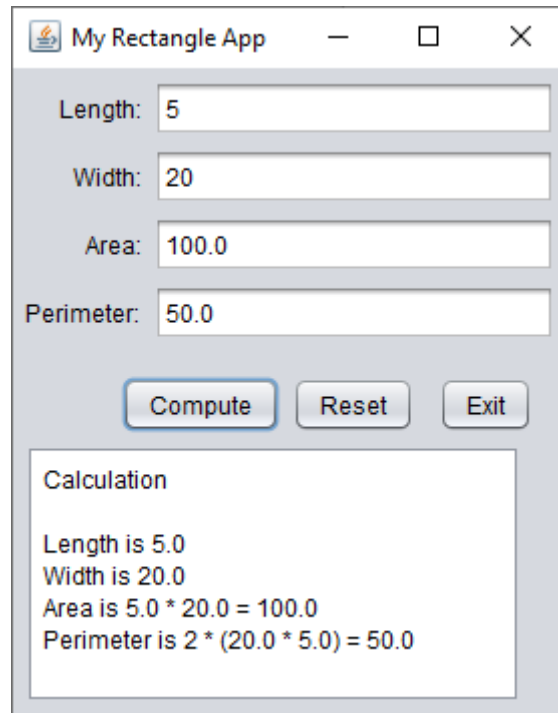 My Rectangle App
Length: 5
Width: 20
Area: 100.0
Perimeter: 50.0
Compute Reset Exit
Calculation
Length is 5.0
Width is 20.0
Area is 5.0 * 20.0 = 100.0
Perimeter is 2 * (20.0 * 5.0) = 50.0